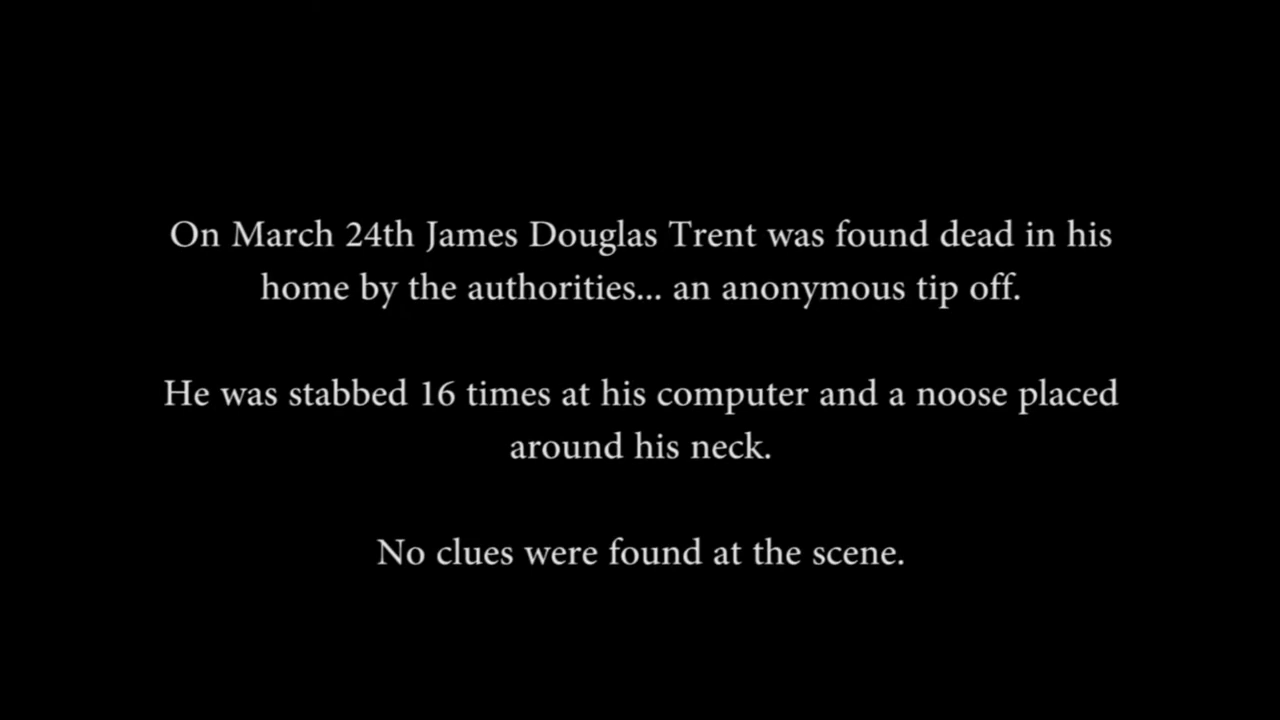 On March 24th James Douglas Trent was found dead in his
home by the authorities... an anonymous tip off.
He was stabbed 16 times at his computer and a noose placed
around his neck.
No clues were found at the scene.